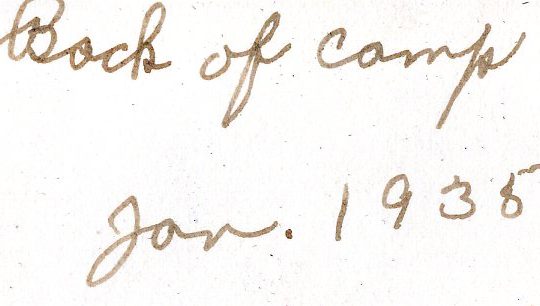 Back of camp
Jan. 1935